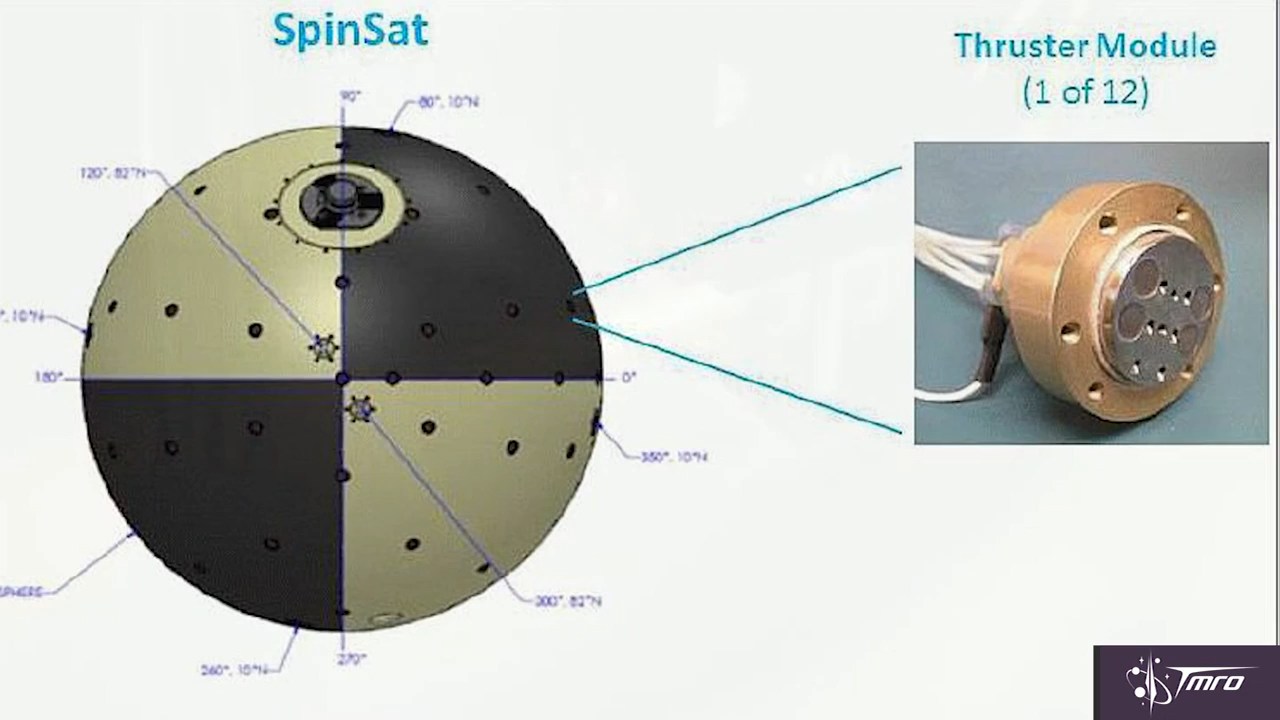 SpinSat
Thruster Module
(1 of 12)
90°
80°, 10°N
120°, 82°N
°, 10°N
180°
0°
350°, 10°N
300°, 82°N
260°, 10°N
270°
TMRO